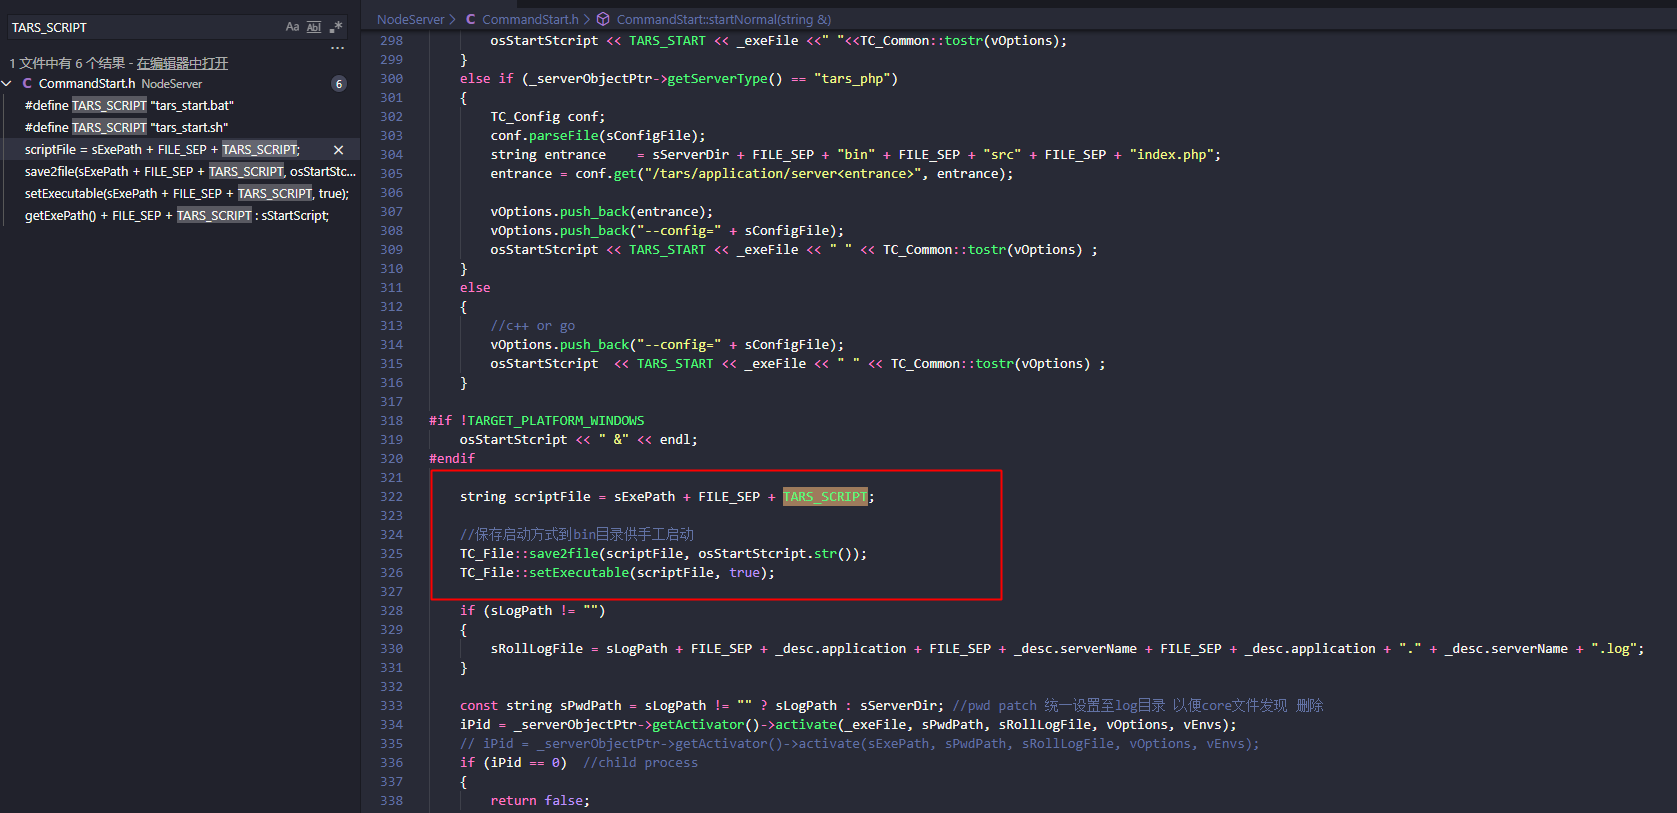 TARS_SCRIPT
Aa Abl .*
...
1 文件中有 6 个结果 - 在编辑器中打开
C CommandStart.h NodeServer 6
#define TARS_SCRIPT "tars_start.bat"
#define TARS_SCRIPT "tars_start.sh"
scriptFile = sExePath + FILE_SEP + TARS_SCRIPT;
save2file(sExePath + FILE_SEP + TARS_SCRIPT, osStartStc...
setExecutable(sExePath + FILE_SEP + TARS_SCRIPT, true);
getExePath() + FILE_SEP + TARS_SCRIPT : sStartScript;
NodeServer > C CommandStart.h > CommandStart::startNormal(string &)
298 osStartStcript << TARS_START << _exeFile <<" "<<TC_Common::tostr(vOptions);
299 }
300 else if (_serverObjectPtr->getServerType() == "tars_php")
301 {
302 TC_Config conf;
303 conf.parseFile(sConfigFile);
304 string entrance    = sServerDir + FILE_SEP + "bin" + FILE_SEP + "src" + FILE_SEP + "index.php";
305 entrance = conf.get("/tars/application/server<entrance>", entrance);
306
307 vOptions.push_back(entrance);
308 vOptions.push_back("--config=" + sConfigFile);
309 osStartStcript << TARS_START << _exeFile << " " << TC_Common::tostr(vOptions) ;
310 }
311 else
312 {
313 //c++ or go
314 vOptions.push_back("--config=" + sConfigFile);
315 osStartStcript  << TARS_START << _exeFile << " " << TC_Common::tostr(vOptions) ;
316 }
317
318 #if !TARGET_PLATFORM_WINDOWS
319 osStartStcript << " &" << endl;
320 #endif
321
322 string scriptFile = sExePath + FILE_SEP + TARS_SCRIPT;
323
324 //保存启动方式到bin目录供手工启动
325 TC_File::save2file(scriptFile, osStartStcript.str());
326 TC_File::setExecutable(scriptFile, true);
327
328 if (sLogPath != "")
329 {
330 sRollLogFile = sLogPath + FILE_SEP + _desc.application + FILE_SEP + _desc.serverName + FILE_SEP + _desc.application + "." + _desc.serverName + ".log";
331 }
332
333 const string sPwdPath = sLogPath != "" ? sLogPath : sServerDir; //pwd patch 统一设置至log目录 以便core文件发现 删除
334 iPid = _serverObjectPtr->getActivator()->activate(_exeFile, sPwdPath, sRollLogFile, vOptions, vEnvs);
335 // iPid = _serverObjectPtr->getActivator()->activate(sExePath, sPwdPath, sRollLogFile, vOptions, vEnvs);
336 if (iPid == 0)  //child process
337 {
338 return false;